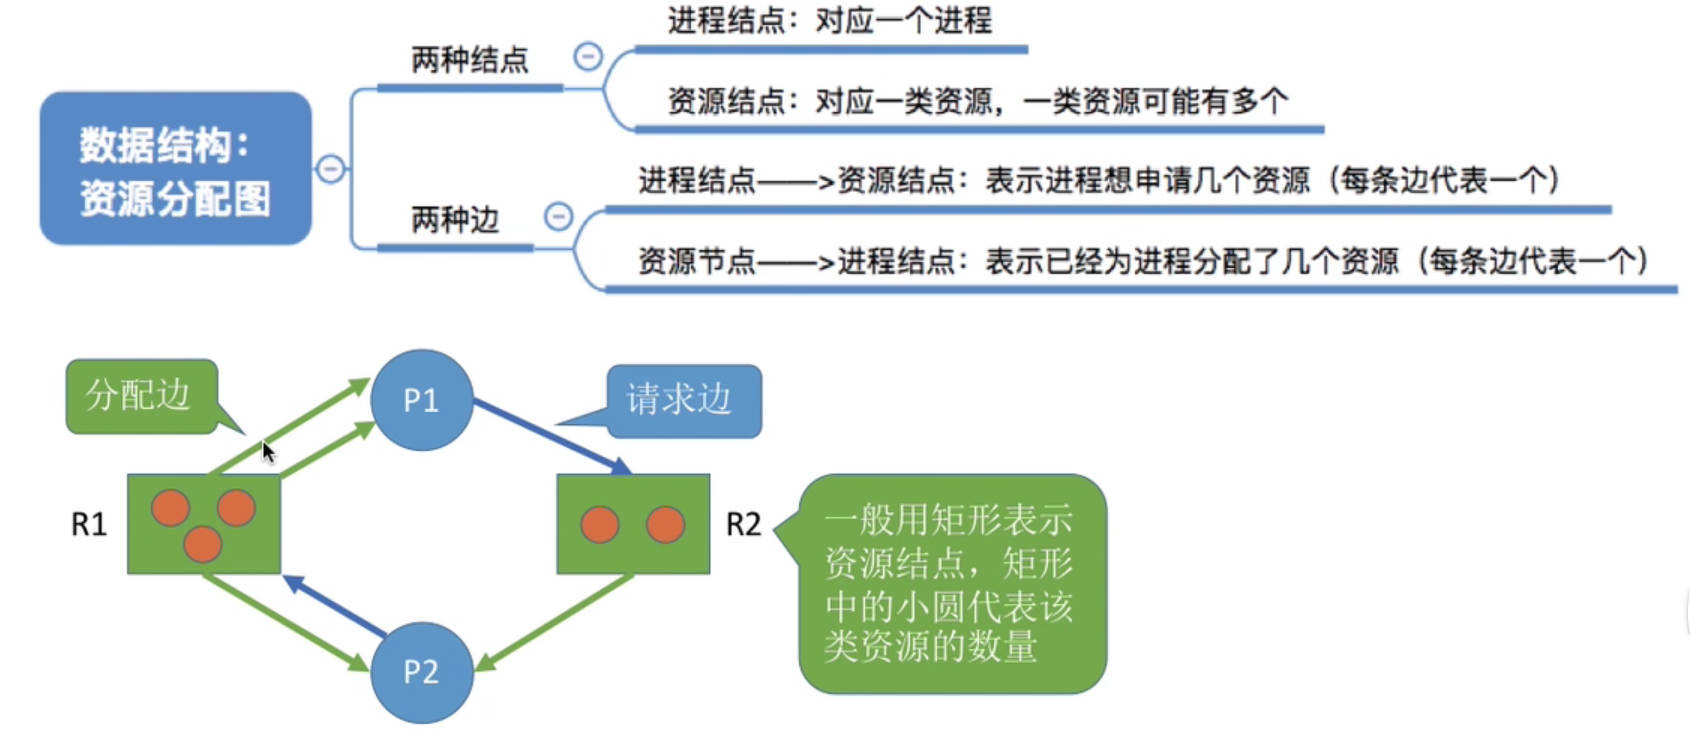 进程结点：对应一个进程
两种结点
资源结点：对应一类资源，一类资源可能有多个
数据结构：
资源分配图
进程结点——>资源结点：表示进程想申请几个资源（每条边代表一个）
两种边
资源节点——>进程结点：表示已经为进程分配了几个资源（每条边代表一个）
分配边
P1
请求边
R1
R2
一般用矩形表示
资源结点，矩形
中的小圆代表该
类资源的数量
P2